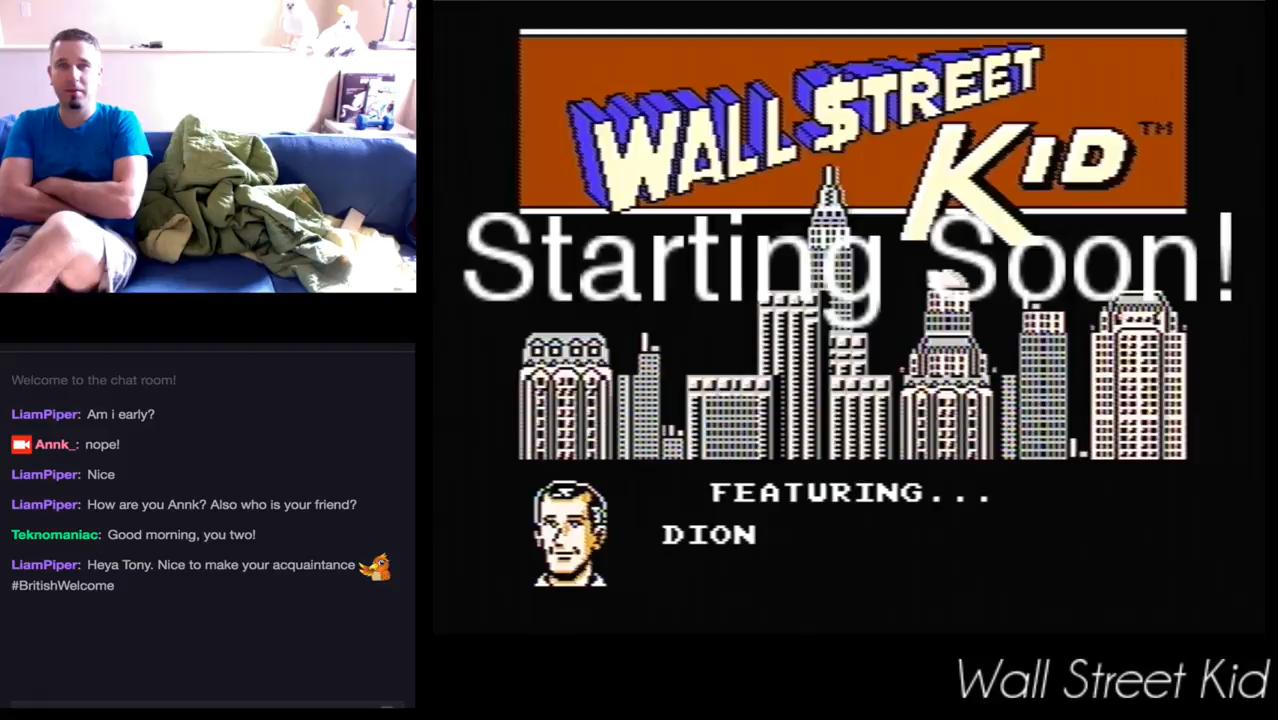 WALL $TREET
KID™
Starting Soon!
FEATURING...
DION
Welcome to the chat room!
LiamPiper: Am i early?
Annk_: nope!
LiamPiper: Nice
LiamPiper: How are you Annk? Also who is your friend?
Teknomaniac: Good morning, you two!
LiamPiper: Heya Tony. Nice to make your acquaintance
#BritishWelcome
Wall Street Kid